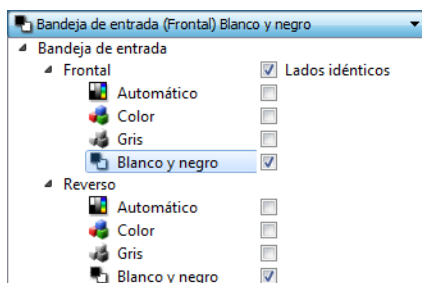 Bandeja de entrada (Frontal) Blanco y negro
Bandeja de entrada
Frontal Lados idénticos
Automático
Color
Gris
Blanco y negro
Reverso
Automático
Color
Gris
Blanco y negro